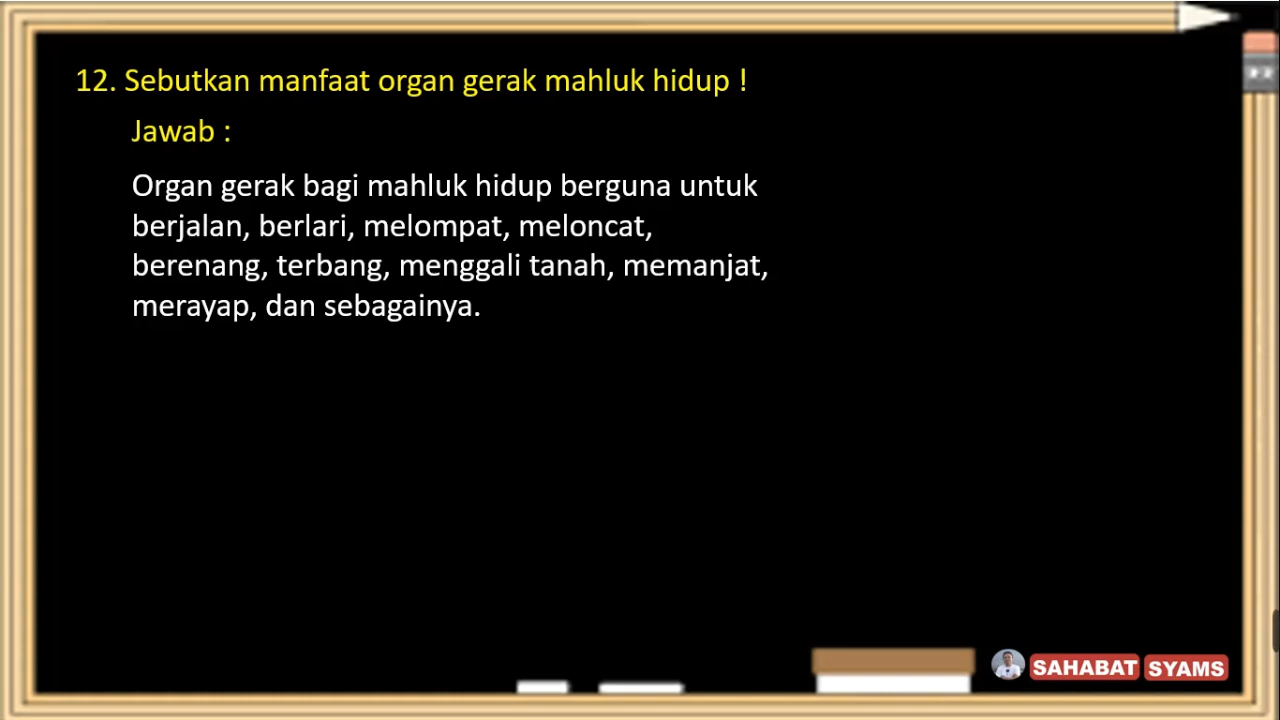 12. Sebutkan manfaat organ gerak mahluk hidup !
Jawab :
Organ gerak bagi mahluk hidup berguna untuk
berjalan, berlari, melompat, meloncat,
berenang, terbang, menggali tanah, memanjat,
merayap, dan sebagainya.
SAHABAT SYAMS